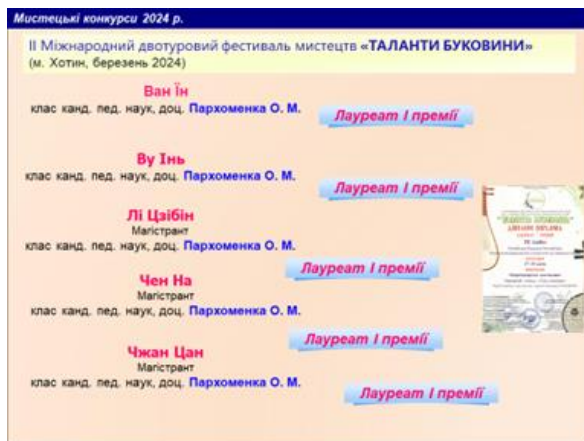 Мистецькі конкурси 2024 р.
ІІ Міжнародний двотуровий фестиваль мистецтв «ТАЛАНТИ БУКОВИНИ»
(м. Хотин, березень 2024)
Ван Їн
клас канд. пед. наук, доц. Пархоменка О. М.
Лауреат І премії
Ву Інь
клас канд. пед. наук, доц. Пархоменка О. М.
Лауреат І премії
Лі Цзібін
Магістрант
клас канд. пед. наук, доц. Пархоменка О. М.
Лауреат І премії
Чен На
Магістрант
клас канд. пед. наук, доц. Пархоменка О. М.
Лауреат І премії
Чжан Цан
Магістрант
клас канд. пед. наук, доц. Пархоменка О. М.
Лауреат І премії